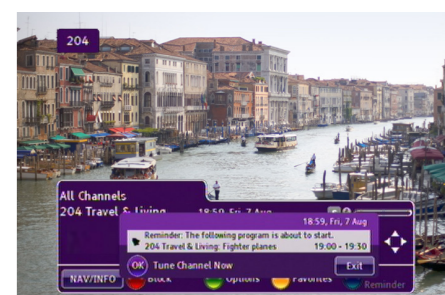 204
All Channels
204 Travel & Living 18:59, Fri, 7 Aug
18:59, Fri, 7 Aug
Reminder: The following program is about to start.
204 Travel & Living: Fighter planes 19:00 - 19:30
OK Tune Channel Now Exit
NAV/INFO Block Options Favorites Reminder